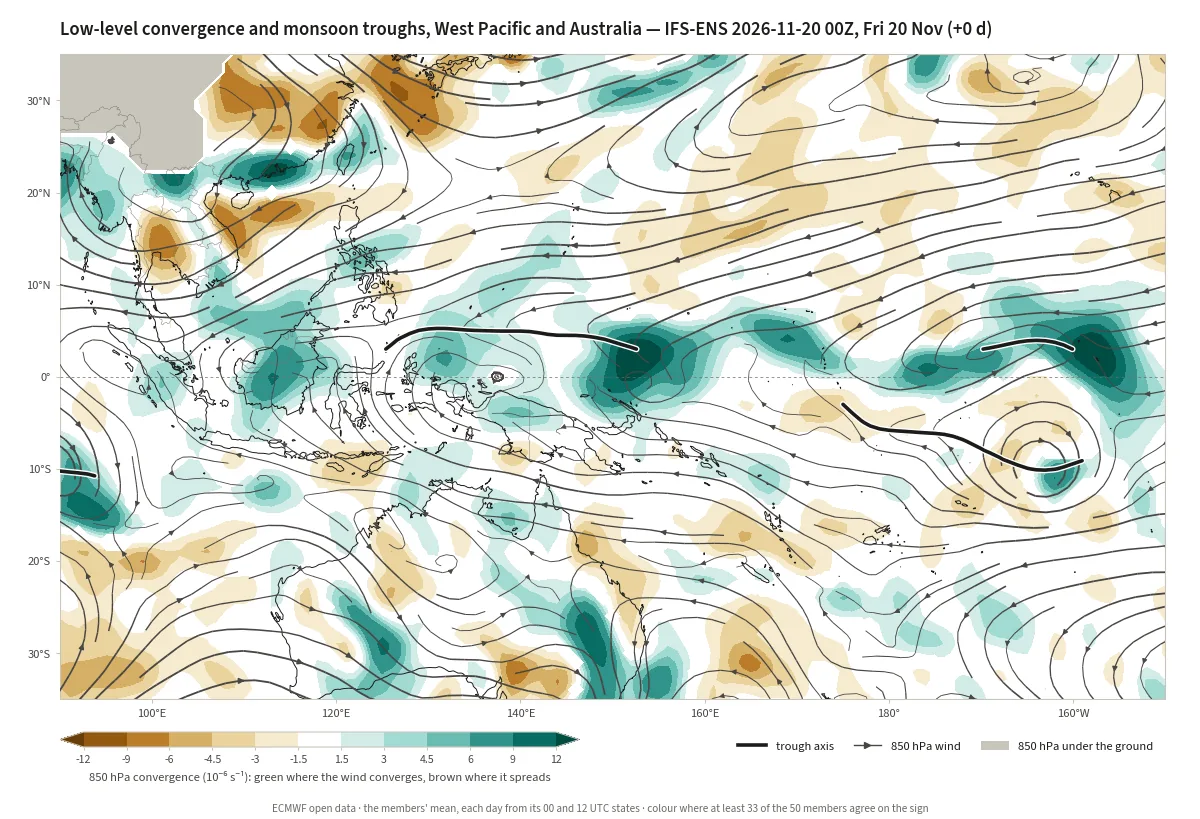 Low-level convergence and monsoon troughs, West Pacific and Australia — IFS-ENS 2026-11-20 00Z, Fri 20 Nov (+0 d)
30°N
20°N
10°N
0°
10°S
20°S
30°S
100°E 120°E 140°E 160°E 180° 160°W
-12 -9 -6 -4.5 -3 -1.5 1.5 3 4.5 6 9 12
850 hPa convergence (10⁻⁶ s⁻¹): green where the wind converges, brown where it spreads
trough axis 850 hPa wind 850 hPa under the ground
ECMWF open data · the members' mean, each day from its 00 and 12 UTC states · colour where at least 33 of the 50 members agree on the sign